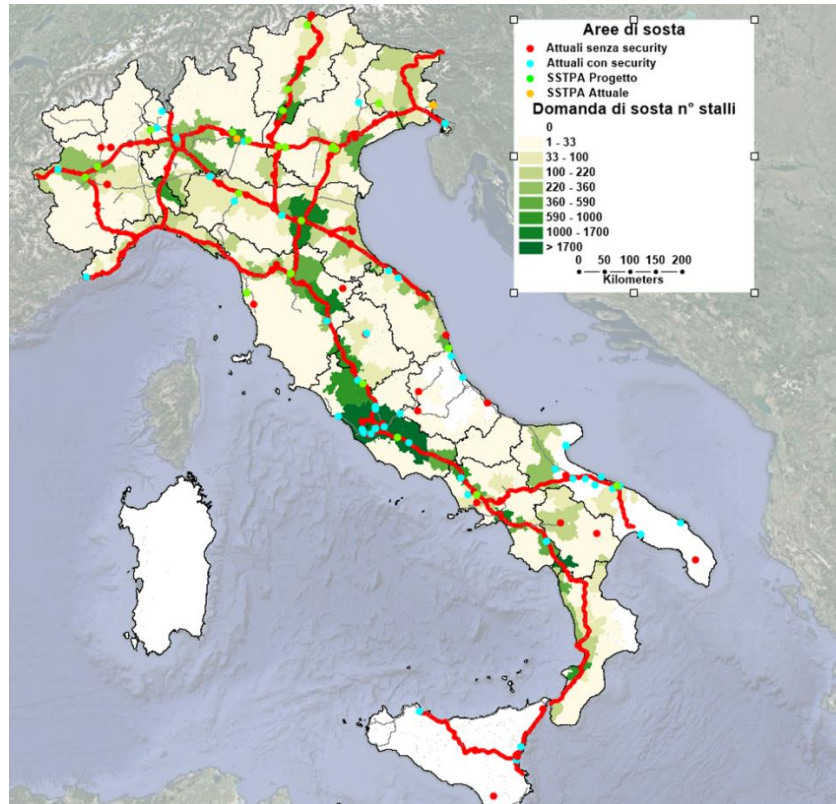 Aree di sosta
Attuali senza security
Attuali con security
SSTPA Progetto
SSTPA Attuale
Domanda di sosta n° stalli
0
1 - 33
33 - 100
100 - 220
220 - 360
360 - 590
590 - 1000
1000 - 1700
> 1700
0 50 100 150 200
Kilometers